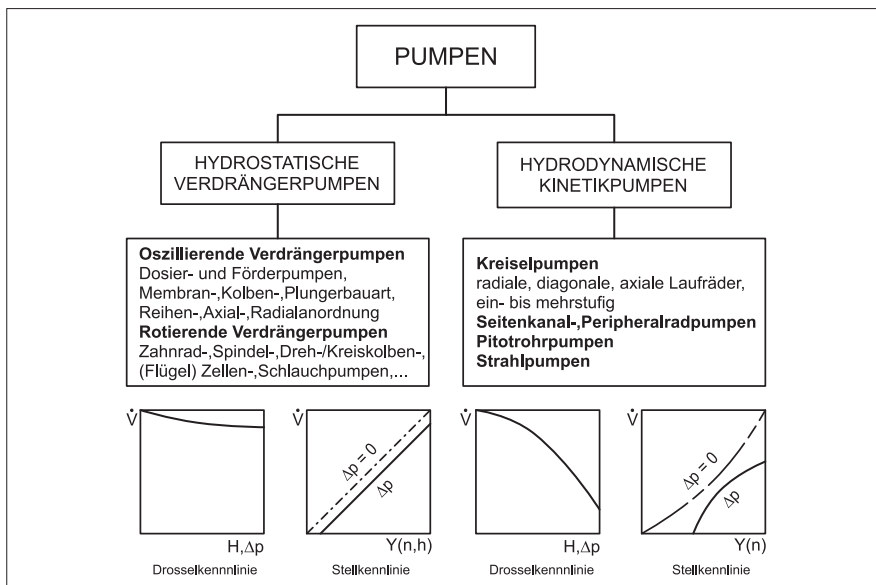 PUMPEN
HYDROSTATISCHE
VERDRÄNGERPUMPEN
HYDRODYNAMISCHE
KINETIKPUMPEN
Oszillierende Verdrängerpumpen
Dosier- und Förderpumpen,
Membran-,Kolben-,Plungerbauart,
Reihen-,Axial-,Radialanordnung
Rotierende Verdrängerpumpen
Zahnrad-,Spindel-,Dreh-/Kreiskolben-,
(Flügel) Zellen-,Schlauchpumpen,...
Kreiselpumpen
radiale, diagonale, axiale Laufräder,
ein- bis mehrstufig
Seitenkanal-,Peripheralradpumpen
Pitotrohrpumpen
Strahlpumpen
V̇
H,Δp
Drosselkennnlinie
V̇
Δp = 0
Δp
Y(n,h)
Stellkennlinie
V̇
H,Δp
Drosselkennnlinie
V̇
Δp = 0
Δp
Y(n)
Stellkennlinie